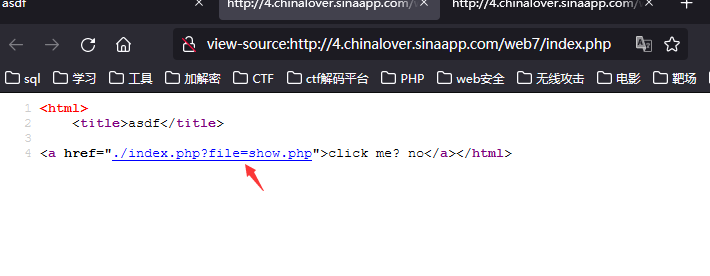 asdf
http://4.chinalover.sinaapp.com/w
http://4.chinalover.sinaapp.com/we
view-source:http://4.chinalover.sinaapp.com/web7/index.php
sql 学习 工具 加解密 CTF ctf解码平台 PHP web安全 无线攻击 电影 靶场
1 <html>
2 <title>asdf</title>
3
4 <a href="./index.php?file=show.php">click me? no</a></html>